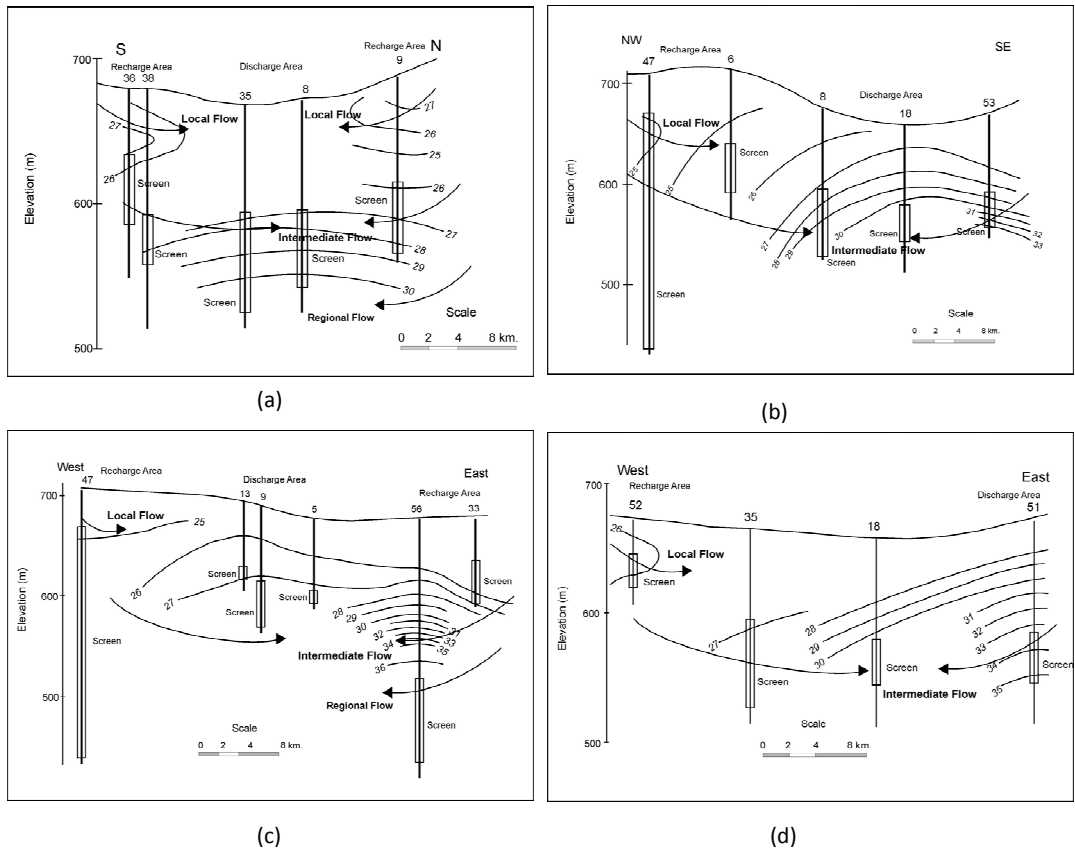 S
N
Recharge Area
Recharge Area
Discharge Area
36 38
35
8
9
700
600
500
Elevation (m)
Local Flow
Local Flow
27
26
27
26
25
26
27
28
29
30
Screen
Screen
Screen
Screen
Screen
Intermediate Flow
Regional Flow
Scale
0 2 4 8 km.
(a)
NW
SE
Recharge Area
Discharge Area
47
6
8
18
53
700
600
500
Elevation (m)
Local Flow
25
25
26
27
28
29
30
31
32
33
Screen
Screen
Screen
Screen
Screen
Intermediate Flow
Scale
0 2 4 8 km.
(b)
West
East
Recharge Area
Discharge Area
Recharge Area
47
13
9
5
56
33
700
600
500
Elevation (m)
Local Flow
25
26
27
28
29
30
31
32
33
34
35
36
Screen
Screen
Screen
Screen
Screen
Screen
Intermediate Flow
Regional Flow
Scale
0 2 4 8 km.
(c)
West
East
Recharge Area
Discharge Area
52
35
18
51
700
600
500
Elevation (m)
Local Flow
26
27
28
29
30
31
32
33
34
35
Screen
Screen
Screen
Screen
Intermediate Flow
Scale
0 2 4 8 km.
(d)